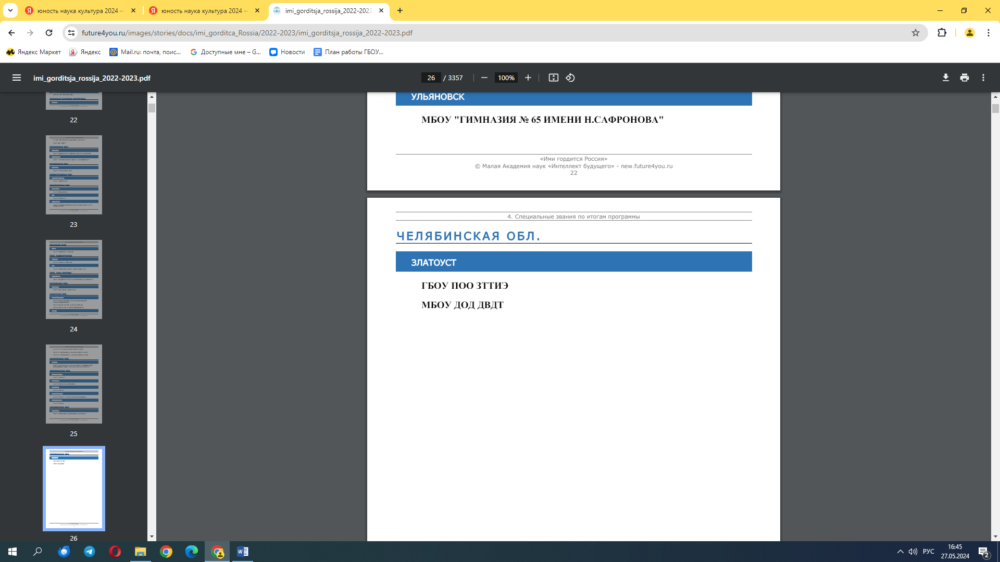 юность наука культура 2024 –
юность наука культура 2024 –
imi_gorditsja_rossija_2022-2023
future4you.ru/images/stories/docs/imi_gorditca_Rossia/2022-2023/imi_gorditsja_rossija_2022-2023.pdf
Яндекс Маркет
Яндекс
Mail.ru: почта, поис...
Доступные мне – G...
Новости
План работы ГБОУ...
imi_gorditsja_rossija_2022-2023.pdf
26 / 3357
100%
22
23
24
25
26
УЛЬЯНОВСК
МБОУ "ГИМНАЗИЯ № 65 ИМЕНИ Н.САФРОНОВА"
«Ими гордится Россия»
© Малая Академия наук «Интеллект будущего» - new.future4you.ru
22
4. Специальные звания по итогам программы
ЧЕЛЯБИНСКАЯ ОБЛ.
ЗЛАТОУСТ
ГБОУ ПОО ЗТТИЭ
МБОУ ДОД ДВДТ
РУС
16:45
27.05.2024
2